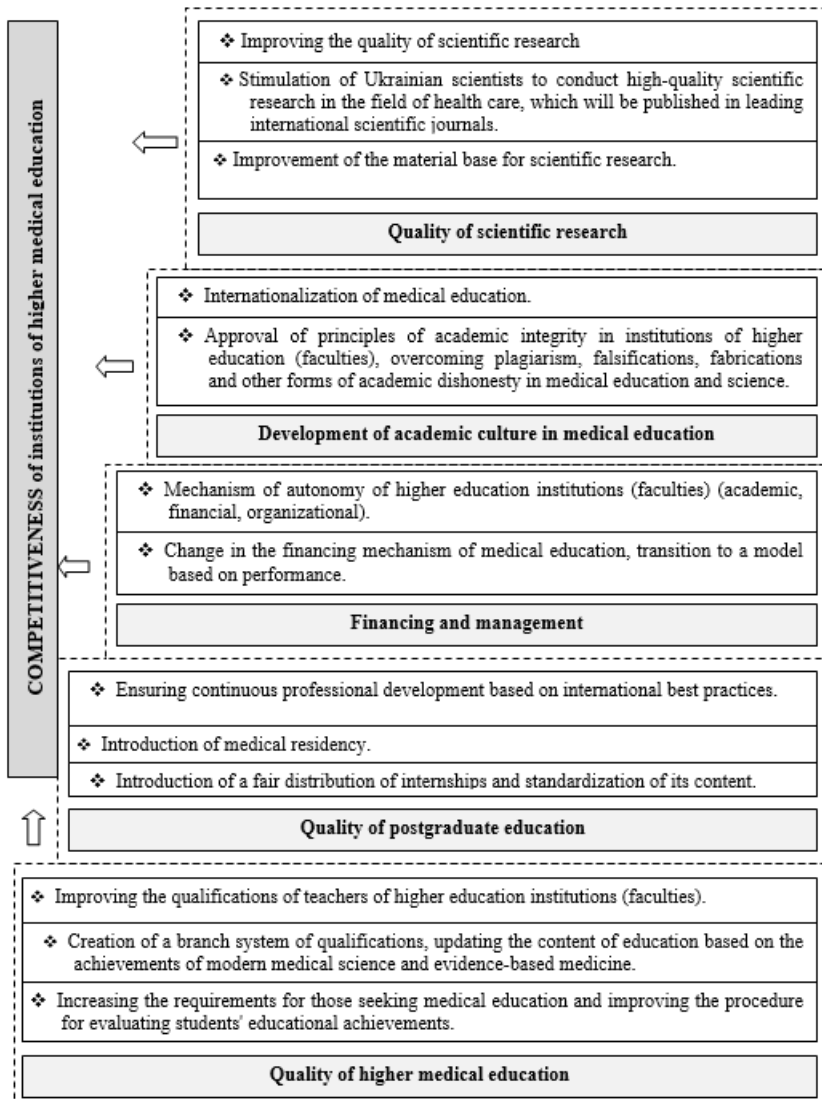 COMPETITIVENESS of institutions of higher medical education
❖ Improving the quality of scientific research
❖ Stimulation of Ukrainian scientists to conduct high-quality scientific
research in the field of health care, which will be published in leading
international scientific journals.
❖ Improvement of the material base for scientific research.
Quality of scientific research
❖ Internationalization of medical education.
❖ Approval of principles of academic integrity in institutions of higher
education (faculties), overcoming plagiarism, falsifications, fabrications
and other forms of academic dishonesty in medical education and science.
Development of academic culture in medical education
❖ Mechanism of autonomy of higher education institutions (faculties) (academic,
financial, organizational).
❖ Change in the financing mechanism of medical education, transition to a model
based on performance.
Financing and management
❖ Ensuring continuous professional development based on international best practices.
❖ Introduction of medical residency.
❖ Introduction of a fair distribution of internships and standardization of its content.
Quality of postgraduate education
❖ Improving the qualifications of teachers of higher education institutions (faculties).
❖ Creation of a branch system of qualifications, updating the content of education based on the
achievements of modern medical science and evidence-based medicine.
❖ Increasing the requirements for those seeking medical education and improving the procedure
for evaluating students' educational achievements.
Quality of higher medical education